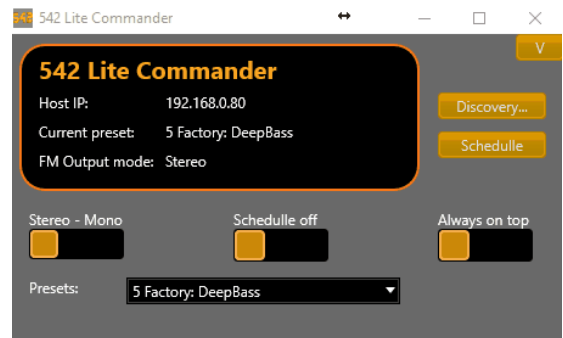 542 542 Lite Commander
V
542 Lite Commander
Host IP: 192.168.0.80
Current preset: 5 Factory: DeepBass
FM Output mode: Stereo
Discovery...
Schedulle
Stereo - Mono Schedulle off Always on top
Presets: 5 Factory: DeepBass